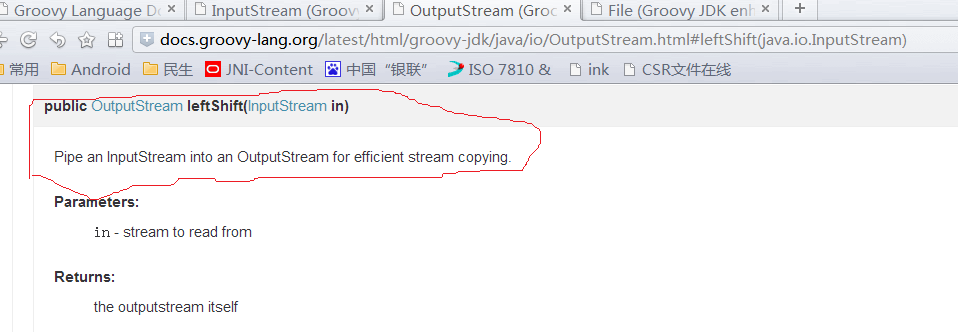 Groovy Language Do
InputStream (Groovy
OutputStream (Groo
File (Groovy JDK enh
docs.groovy-lang.org/latest/html/groovy-jdk/java/io/OutputStream.html#leftShift(java.io.InputStream)
常用 Android 民生 JNI-Content 中国“银联” ISO 7810 & ink CSR文件在线
public OutputStream leftShift(InputStream in)
Pipe an InputStream into an OutputStream for efficient stream copying.
Parameters:
in - stream to read from
Returns:
the outputstream itself